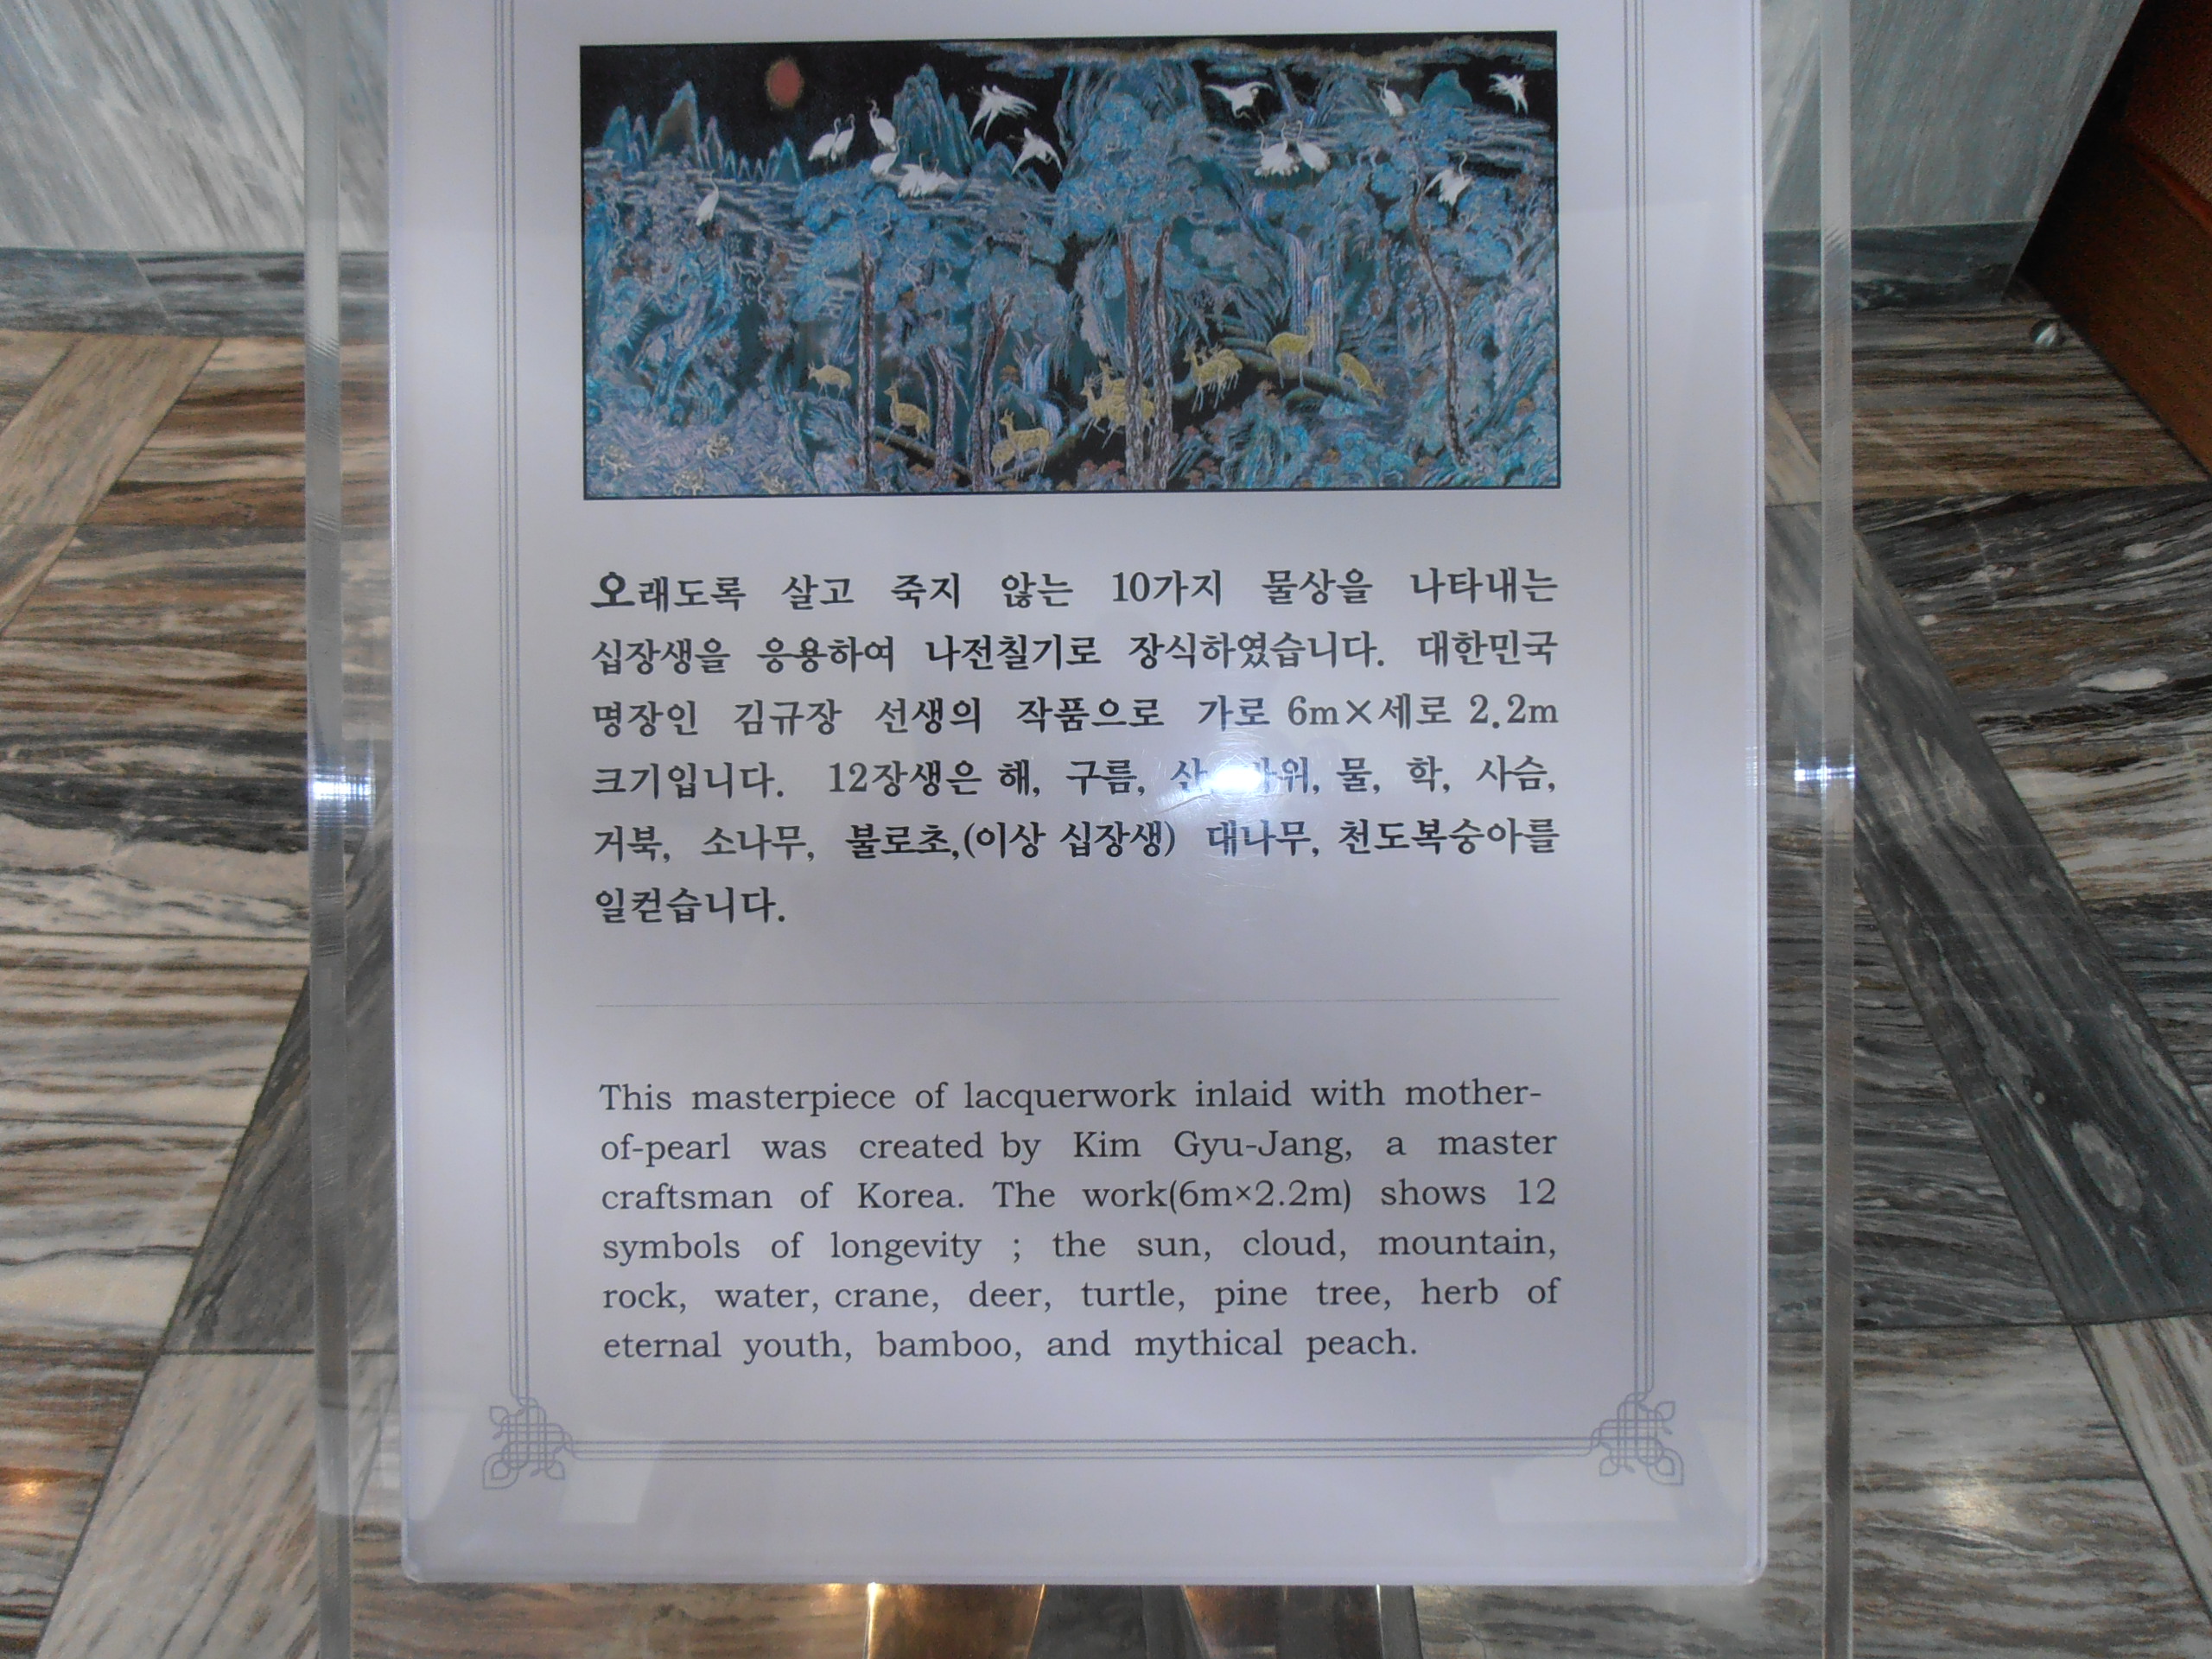 오래도록 살고 죽지 않는 10가지 물상을 나타내는
십장생을 응용하여 나전칠기로 장식하였습니다. 대한민국
명장인 김규장 선생의 작품으로 가로 6m×세로 2.2m
크기입니다. 12장생은 해, 구름, 산, 바위, 물, 학, 사슴,
거북, 소나무, 불로초,(이상 십장생) 대나무, 천도복숭아를
일컫습니다.
This masterpiece of lacquerwork inlaid with mother-
of-pearl was created by Kim Gyu-Jang, a master
craftsman of Korea. The work(6m×2.2m) shows 12
symbols of longevity ; the sun, cloud, mountain,
rock, water, crane, deer, turtle, pine tree, herb of
eternal youth, bamboo, and mythical peach.